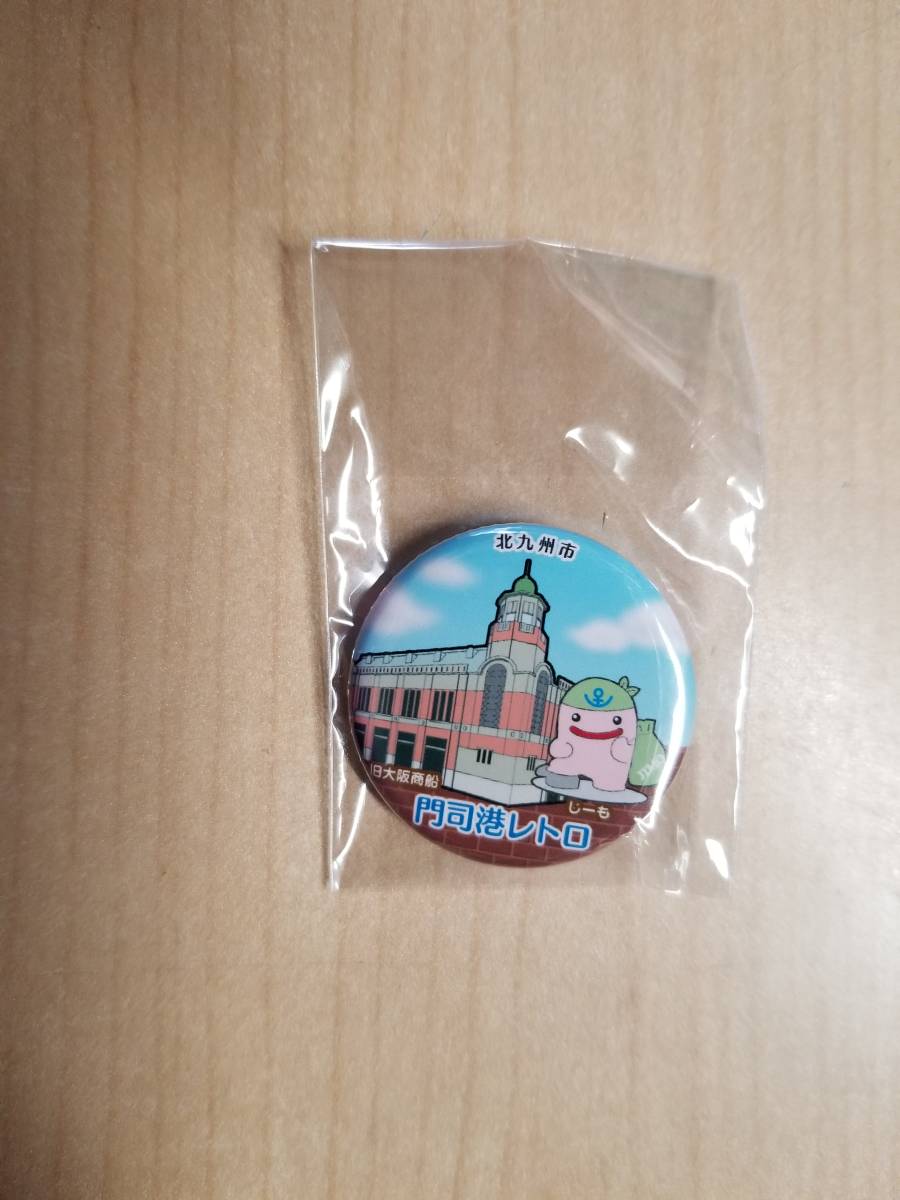 北九州市
旧大阪商船
じーも
門司港レトロ